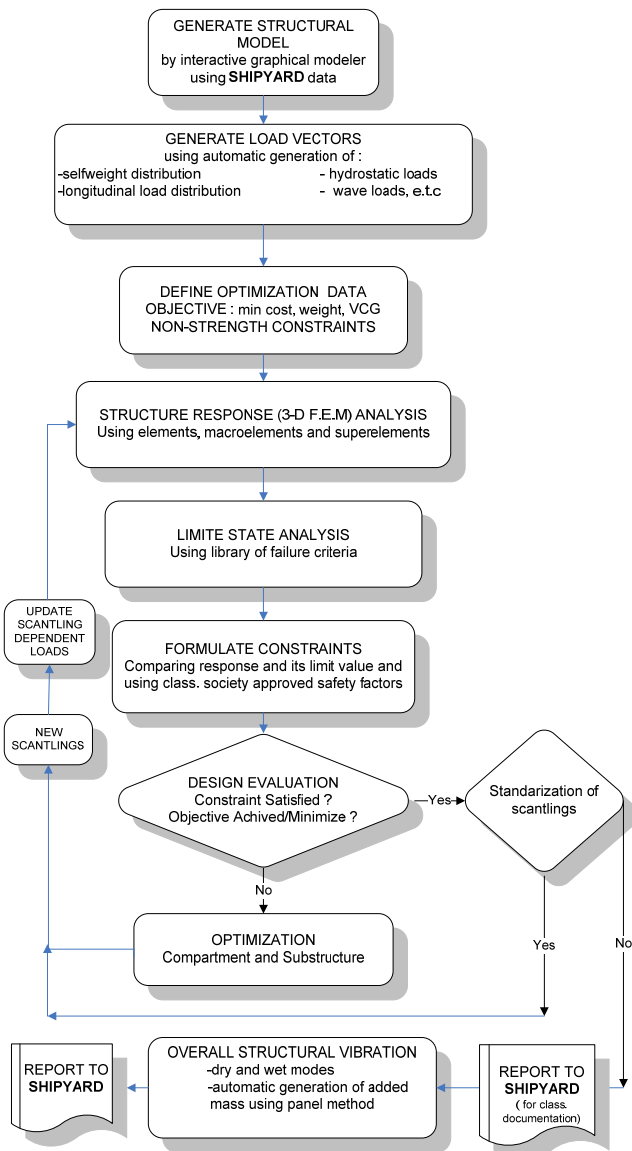 GENERATE STRUCTURAL
MODEL
by interactive graphical modeler
using SHIPYARD data
GENERATE LOAD VECTORS
using automatic generation of :
-selfweight distribution - hydrostatic loads
-longitudinal load distribution - wave loads, e.t.c
DEFINE OPTIMIZATION DATA
OBJECTIVE : min cost, weight, VCG
NON-STRENGTH CONSTRAINTS
STRUCTURE RESPONSE (3-D F.E.M) ANALYSIS
Using elements, macroelements and superelements
LIMITE STATE ANALYSIS
Using library of failure criteria
UPDATE
SCANTLING
DEPENDENT
LOADS
FORMULATE CONSTRAINTS
Comparing response and its limit value and
using class. society approved safety factors
NEW
SCANTLINGS
DESIGN EVALUATION
Constraint Satisfied ?
Objective Achived/Minimize ?
Yes
Standarization of
scantlings
No
OPTIMIZATION
Compartment and Substructure
Yes
No
REPORT TO
SHIPYARD
OVERALL STRUCTURAL VIBRATION
-dry and wet modes
-automatic generation of added
mass using panel method
REPORT TO
SHIPYARD
( for class.
documentation)